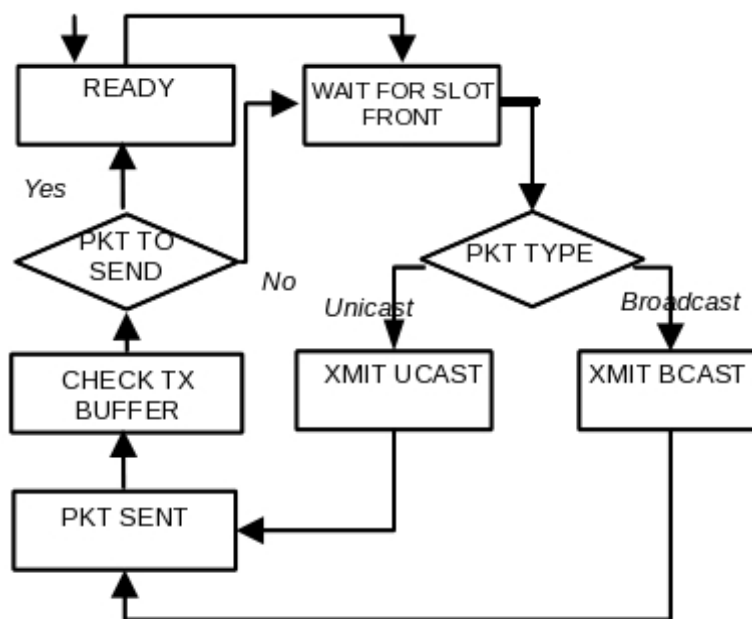 READY
WAIT FOR SLOT
FRONT
Yes
PKT TO
SEND
No
PKT TYPE
Unicast
Broadcast
CHECK TX
BUFFER
XMIT UCAST
XMIT BCAST
PKT SENT